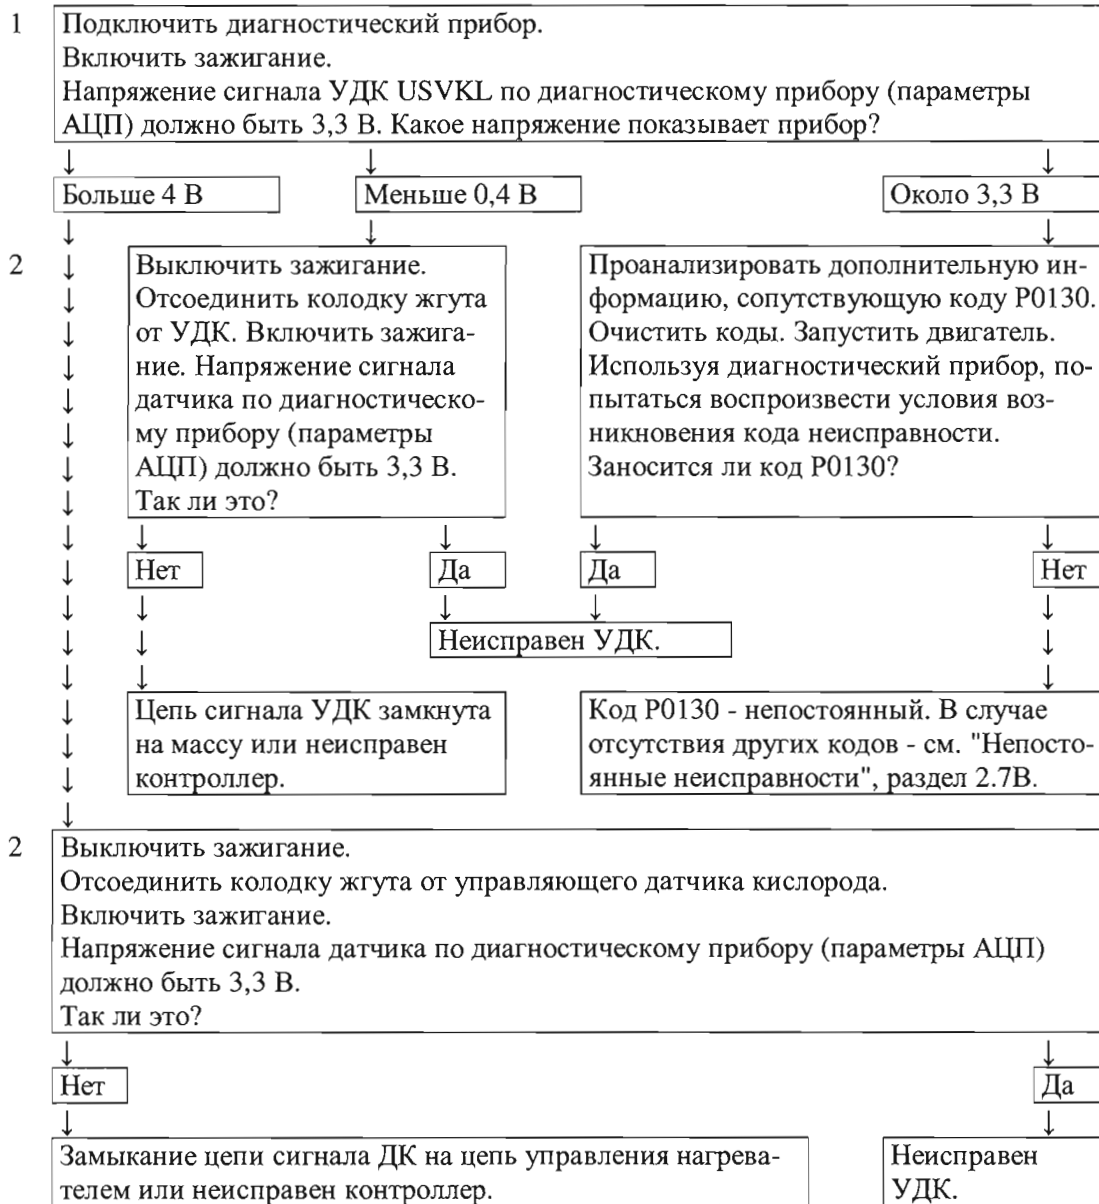 1
Подключить диагностический прибор.
Включить зажигание.
Напряжение сигнала УДК USVKL по диагностическому прибору (параметры
АЦП) должно быть 3,3 В. Какое напряжение показывает прибор?
Больше 4 В
Меньше 0,4 В
Около 3,3 В
2
Выключить зажигание.
Отсоединить колодку жгута
от УДК. Включить зажига-
ние. Напряжение сигнала
датчика по диагностическо-
му прибору (параметры
АЦП) должно быть 3,3 В.
Так ли это?
Проанализировать дополнительную ин-
формацию, сопутствующую коду Р0130.
Очистить коды. Запустить двигатель.
Используя диагностический прибор, по-
пытаться воспроизвести условия воз-
никновения кода неисправности.
Заносится ли код Р0130?
Нет
Да
Да
Нет
Неисправен УДК.
Цепь сигнала УДК замкнута
на массу или неисправен
контроллер.
Код Р0130 - непостоянный. В случае
отсутствия других кодов - см. "Непосто-
янные неисправности", раздел 2.7В.
2
Выключить зажигание.
Отсоединить колодку жгута от управляющего датчика кислорода.
Включить зажигание.
Напряжение сигнала датчика по диагностическому прибору (параметры АЦП)
должно быть 3,3 В.
Так ли это?
Нет
Да
Замыкание цепи сигнала ДК на цепь управления нагрева-
телем или неисправен контроллер.
Неисправен
УДК.